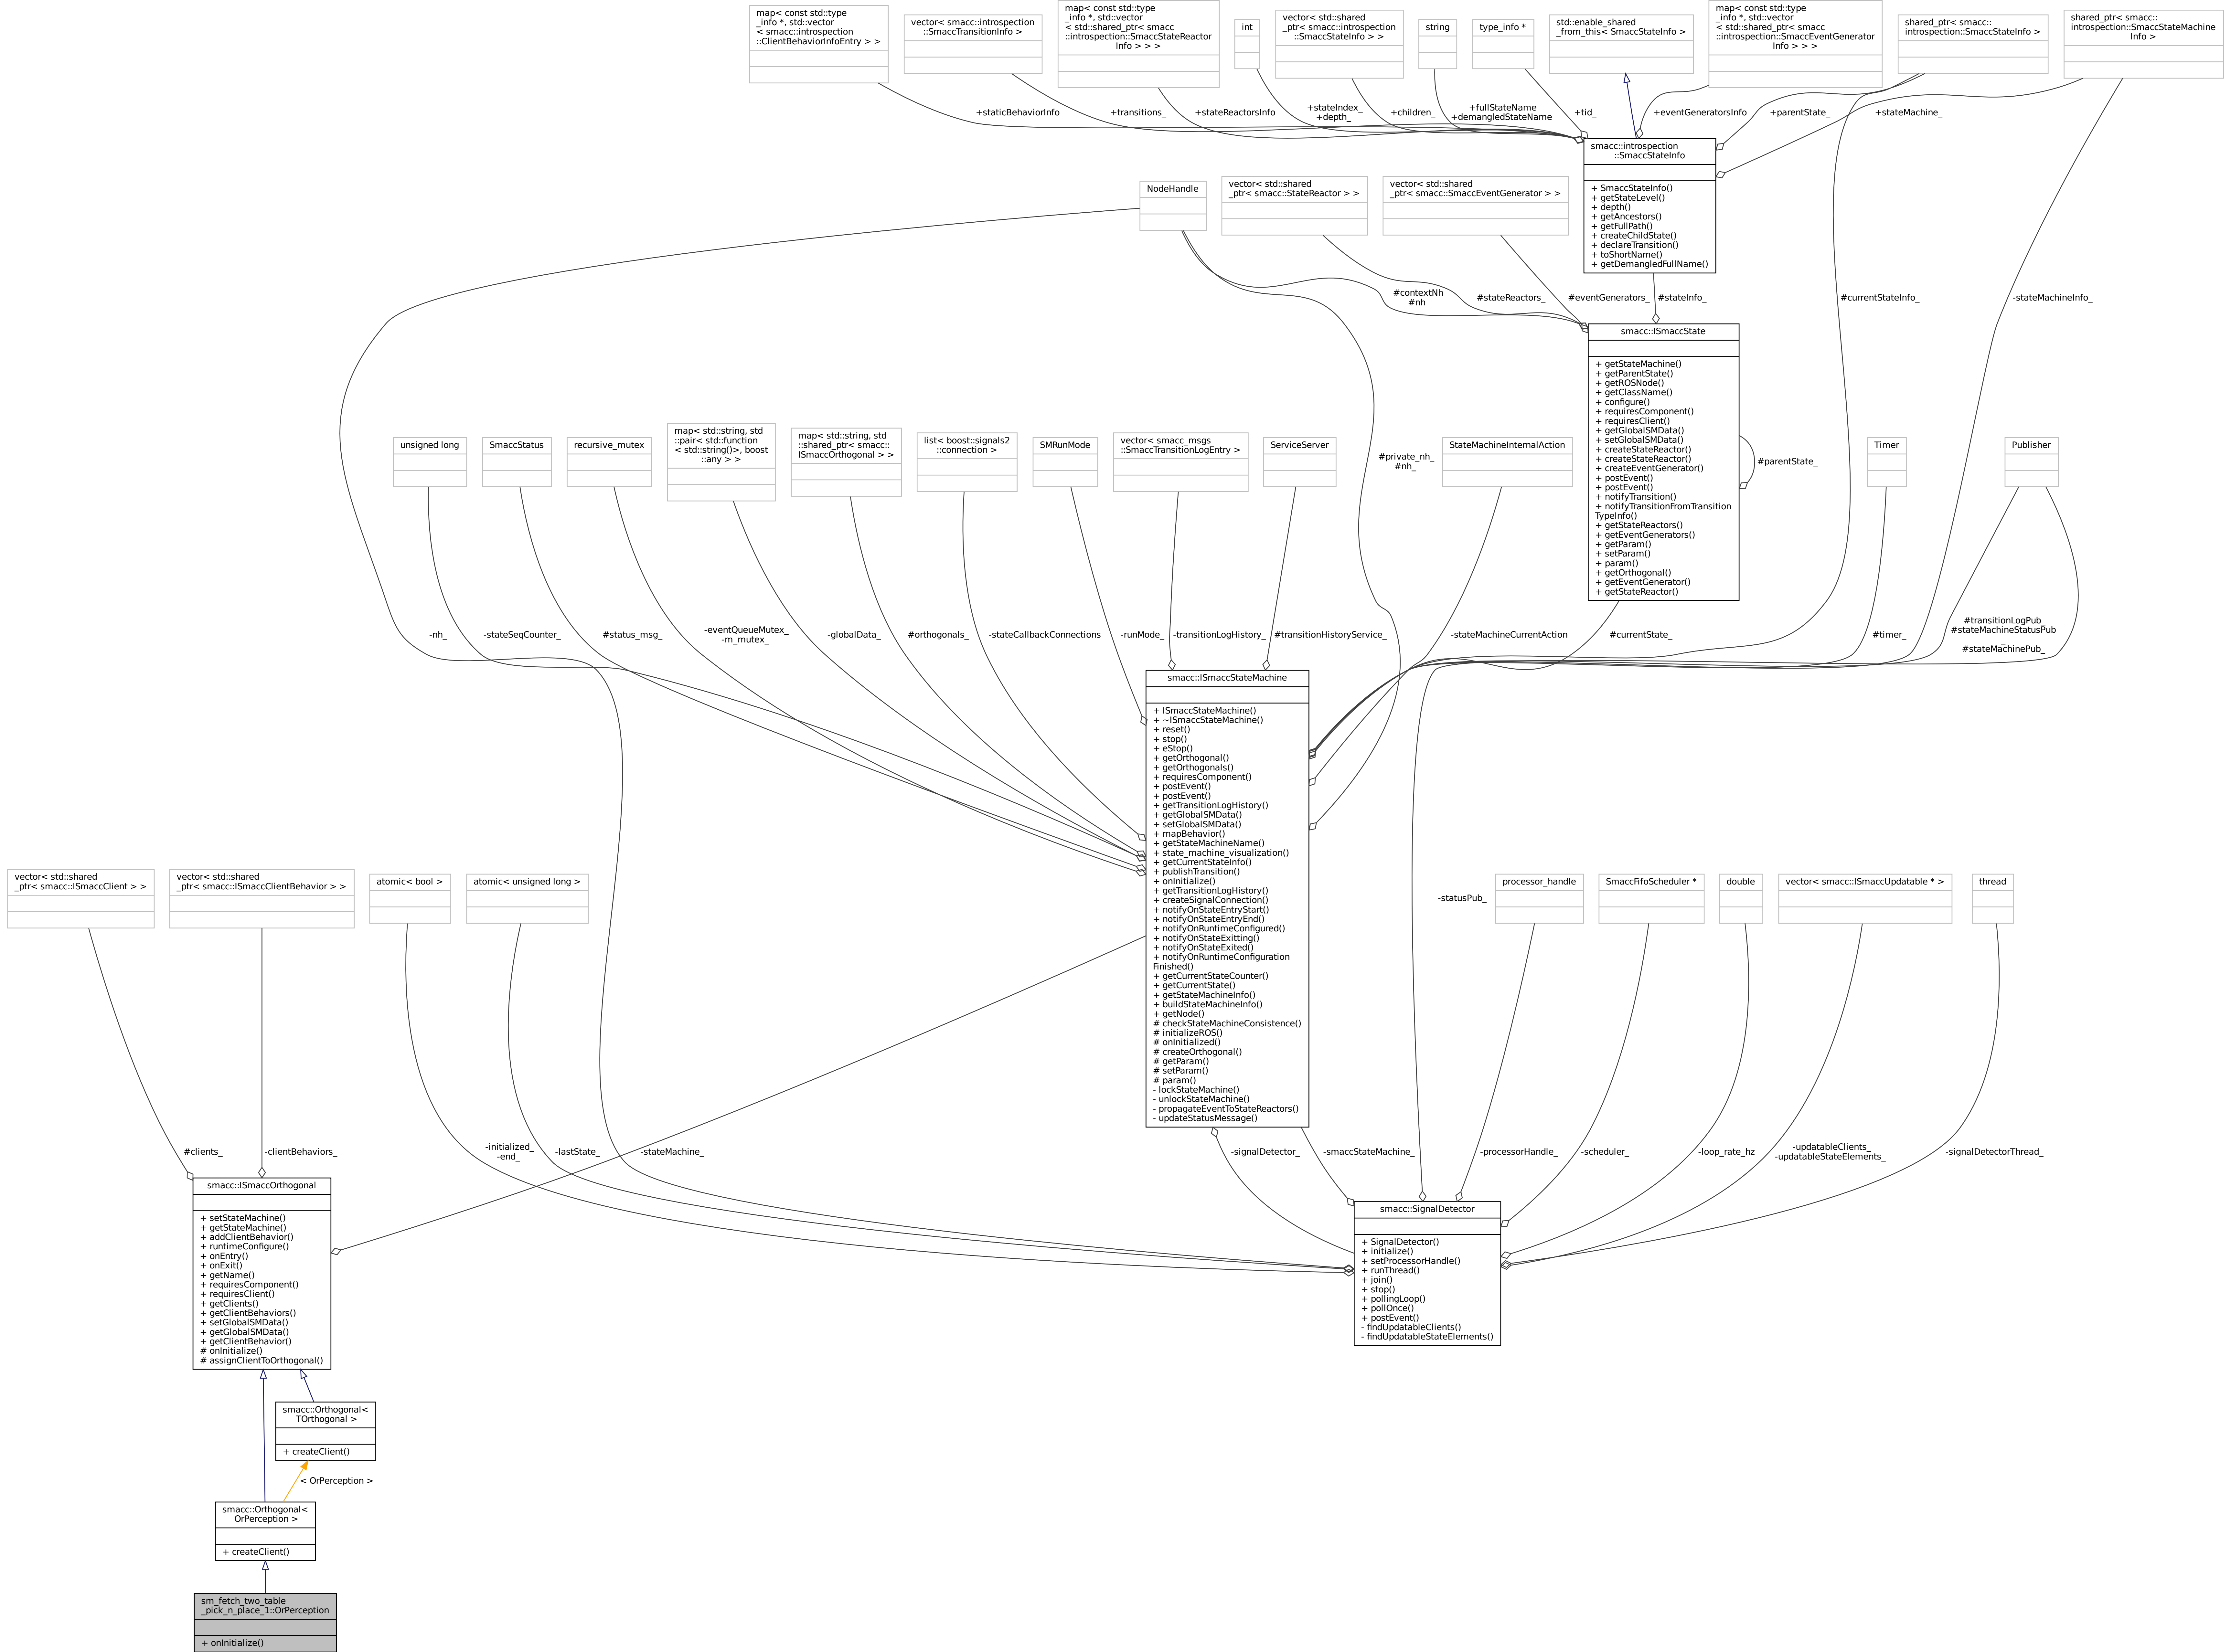 map< const std::type
_info *, std::vector
< smacc::introspection
::ClientBehaviorInfoEntry > >
vector< smacc::introspection
::SmaccTransitionInfo >
map< const std::type
_info *, std::vector
< std::shared_ptr< smacc
::introspection::SmaccStateReactor
Info > > >
int
vector< std::shared
_ptr< smacc::introspection
::SmaccStateInfo > >
string
type_info *
std::enable_shared
_from_this< SmaccStateInfo >
map< const std::type
_info *, std::vector
< std::shared_ptr< smacc
::introspection::SmaccEventGenerator
Info > > >
shared_ptr< smacc::
introspection::SmaccStateInfo >
shared_ptr< smacc::
introspection::SmaccStateMachine
Info >
+staticBehaviorInfo
+transitions_
+stateReactorsInfo
+stateIndex_
+depth_
+children_
+fullStateName
+demangledStateName
+tid_
+eventGeneratorsInfo
+parentState_
+stateMachine_
smacc::introspection
::SmaccStateInfo
+ SmaccStateInfo()
+ getStateLevel()
+ depth()
+ getAncestors()
+ getFullPath()
+ createChildState()
+ declareTransition()
+ toShortName()
+ getDemangledFullName()
NodeHandle
vector< std::shared
_ptr< smacc::StateReactor > >
vector< std::shared
_ptr< smacc::SmaccEventGenerator > >
#contextNh
#nh
#stateReactors_
#eventGenerators_
#stateInfo_
#currentStateInfo_
-stateMachineInfo_
smacc::ISmaccState
+ getStateMachine()
+ getParentState()
+ getROSNode()
+ getClassName()
+ configure()
+ requiresComponent()
+ requiresClient()
+ getGlobalSMData()
+ setGlobalSMData()
+ createStateReactor()
+ createStateReactor()
+ createEventGenerator()
+ postEvent()
+ postEvent()
+ notifyTransition()
+ notifyTransitionFromTransition
TypeInfo()
+ getStateReactors()
+ getEventGenerators()
+ getParam()
+ setParam()
+ param()
+ getOrthogonal()
+ getEventGenerator()
+ getStateReactor()
#parentState_
unsigned long
SmaccStatus
recursive_mutex
map< std::string, std
::pair< std::function
< std::string()>, boost
::any > >
map< std::string, std
::shared_ptr< smacc::
ISmaccOrthogonal > >
list< boost::signals2
::connection >
SMRunMode
vector< smacc_msgs
::SmaccTransitionLogEntry >
ServiceServer
#private_nh_
#nh_
StateMachineInternalAction
Timer
Publisher
-nh_
-stateSeqCounter_
#status_msg_
-eventQueueMutex_
-m_mutex_
-globalData_
#orthogonals_
-stateCallbackConnections
-runMode_
-transitionLogHistory_
#transitionHistoryService_
-stateMachineCurrentAction
#currentState_
#timer_
#transitionLogPub_
#stateMachineStatusPub
_
#stateMachinePub_
smacc::ISmaccStateMachine
+ ISmaccStateMachine()
+ ~ISmaccStateMachine()
+ reset()
+ stop()
+ eStop()
+ getOrthogonal()
+ getOrthogonals()
+ requiresComponent()
+ postEvent()
+ postEvent()
+ getTransitionLogHistory()
+ getGlobalSMData()
+ setGlobalSMData()
+ mapBehavior()
+ getStateMachineName()
+ state_machine_visualization()
+ getCurrentStateInfo()
+ publishTransition()
+ onInitialize()
+ getTransitionLogHistory()
+ createSignalConnection()
+ notifyOnStateEntryStart()
+ notifyOnStateEntryEnd()
+ notifyOnRuntimeConfigured()
+ notifyOnStateExitting()
+ notifyOnStateExited()
+ notifyOnRuntimeConfiguration
Finished()
+ getCurrentStateCounter()
+ getCurrentState()
+ getStateMachineInfo()
+ buildStateMachineInfo()
+ getNode()
# checkStateMachineConsistence()
# initializeROS()
# onInitialized()
# createOrthogonal()
# getParam()
# setParam()
# param()
- lockStateMachine()
- unlockStateMachine()
- propagateEventToStateReactors()
- updateStatusMessage()
vector< std::shared
_ptr< smacc::ISmaccClient > >
vector< std::shared
_ptr< smacc::ISmaccClientBehavior > >
atomic< bool >
atomic< unsigned long >
-statusPub_
processor_handle
SmaccFifoScheduler *
double
vector< smacc::ISmaccUpdatable * >
thread
#clients_
-clientBehaviors_
-initialized_
-end_
-lastState_
-stateMachine_
-signalDetector_
-smaccStateMachine_
-processorHandle_
-scheduler_
-loop_rate_hz
-updatableClients_
-updatableStateElements_
-signalDetectorThread_
smacc::ISmaccOrthogonal
+ setStateMachine()
+ getStateMachine()
+ addClientBehavior()
+ runtimeConfigure()
+ onEntry()
+ onExit()
+ getName()
+ requiresComponent()
+ requiresClient()
+ getClients()
+ getClientBehaviors()
+ setGlobalSMData()
+ getGlobalSMData()
+ getClientBehavior()
# onInitialize()
# assignClientToOrthogonal()
smacc::SignalDetector
+ SignalDetector()
+ initialize()
+ setProcessorHandle()
+ runThread()
+ join()
+ stop()
+ pollingLoop()
+ pollOnce()
+ postEvent()
- findUpdatableClients()
- findUpdatableStateElements()
smacc::Orthogonal<
TOrthogonal >
+ createClient()
< OrPerception >
smacc::Orthogonal<
OrPerception >
+ createClient()
sm_fetch_two_table
_pick_n_place_1::OrPerception
+ onInitialize()